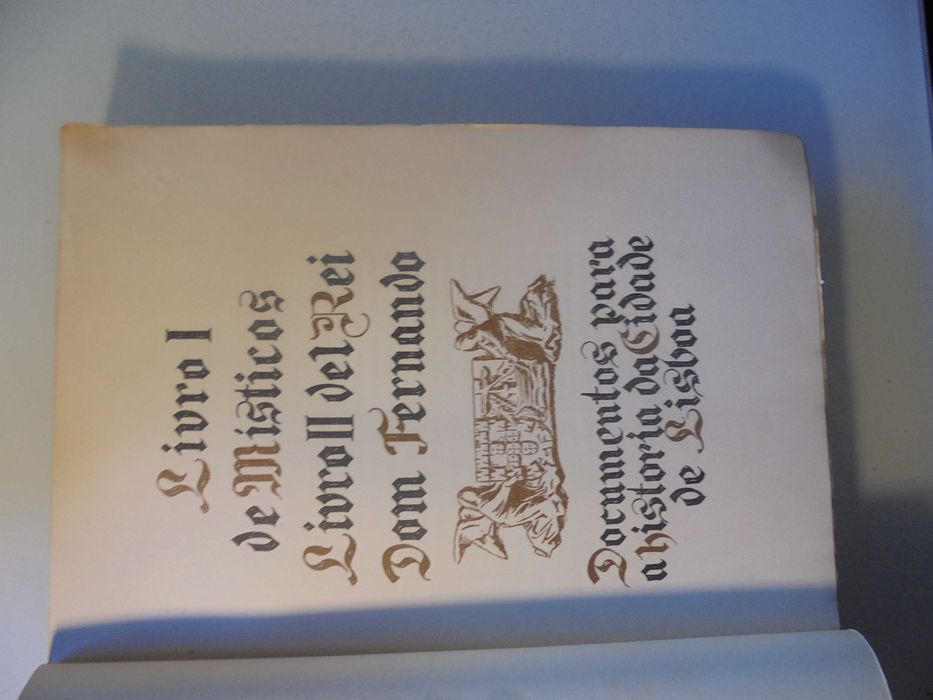 Livro I
de Misticos
Livro II del Rei
Dom Fernando
Documentos para
a historia da Cidade
de Lisboa